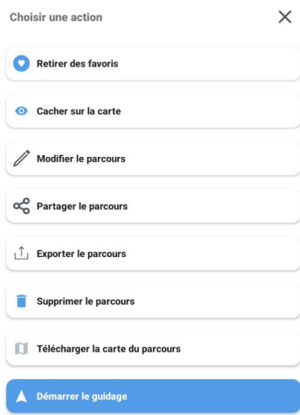 Choisir une action
Retirer des favoris
Cacher sur la carte
Modifier le parcours
Partager le parcours
Exporter le parcours
Supprimer le parcours
Télécharger la carte du parcours
Démarrer le guidage